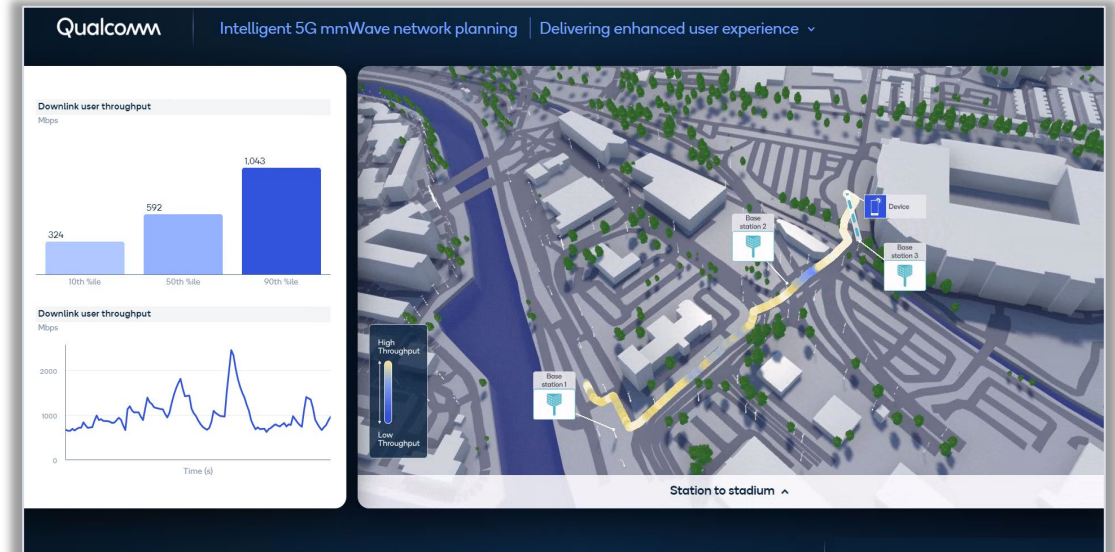 Qualcomm
Intelligent 5G mmWave network planning
Delivering enhanced user experience
Downlink user throughput
Mbps
1,043
592
324
10th %ile
50th %ile
90th %ile
Downlink user throughput
Mbps
2000
1000
0
Time (s)
Base
station 2
Device
Base
station 3
High
Throughput
Low
Throughput
Base
station 1
Station to stadium